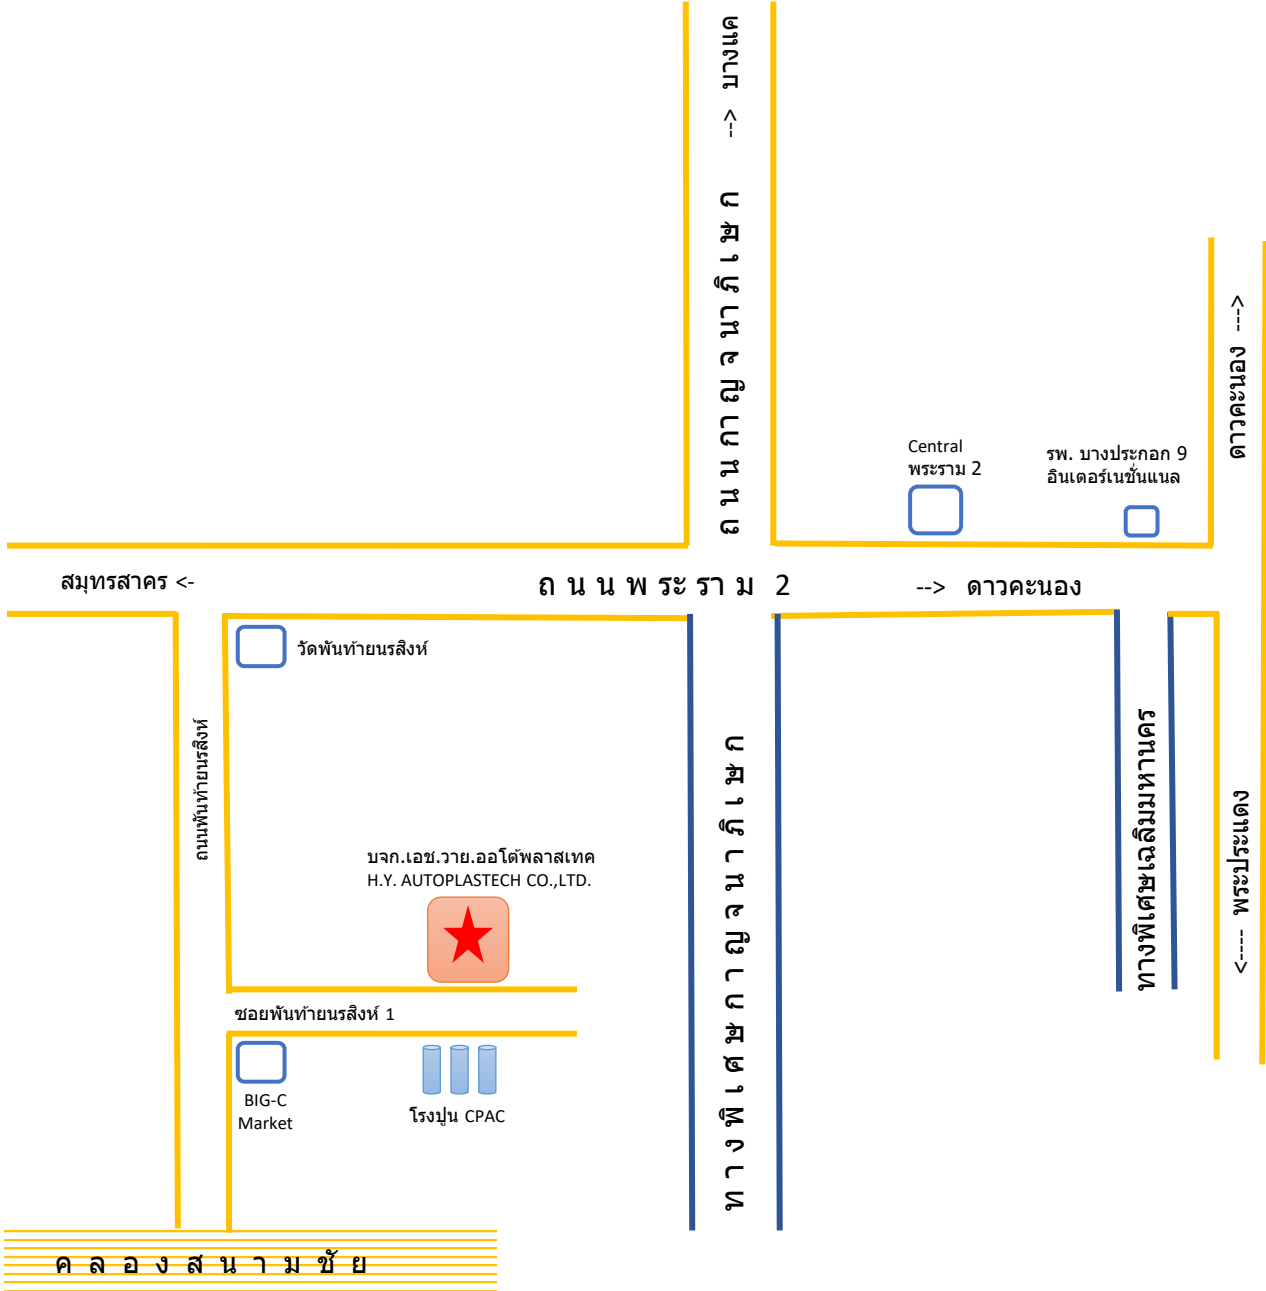 --> บางแค
ถนนกาญจนาภิเษก
ดาวคะนอง --->
Central
พระราม 2
รพ. บางประกอก 9
อินเตอร์เนชั่นแนล
สมุทรสาคร <-
ถนนพระราม 2
--> ดาวคะนอง
วัดพันท้ายนรสิงห์
ถนนพันท้ายนรสิงห์
ทางพิเศษกาญจนาภิเษก
ทางพิเศษเฉลิมมหานคร
<---- พระประแดง
บจก.เอช.วาย.ออโต้พลาสเทค
H.Y. AUTOPLASTECH CO.,LTD.
ซอยพันท้ายนรสิงห์ 1
BIG-C
Market
โรงปูน CPAC
คลองสนามชัย